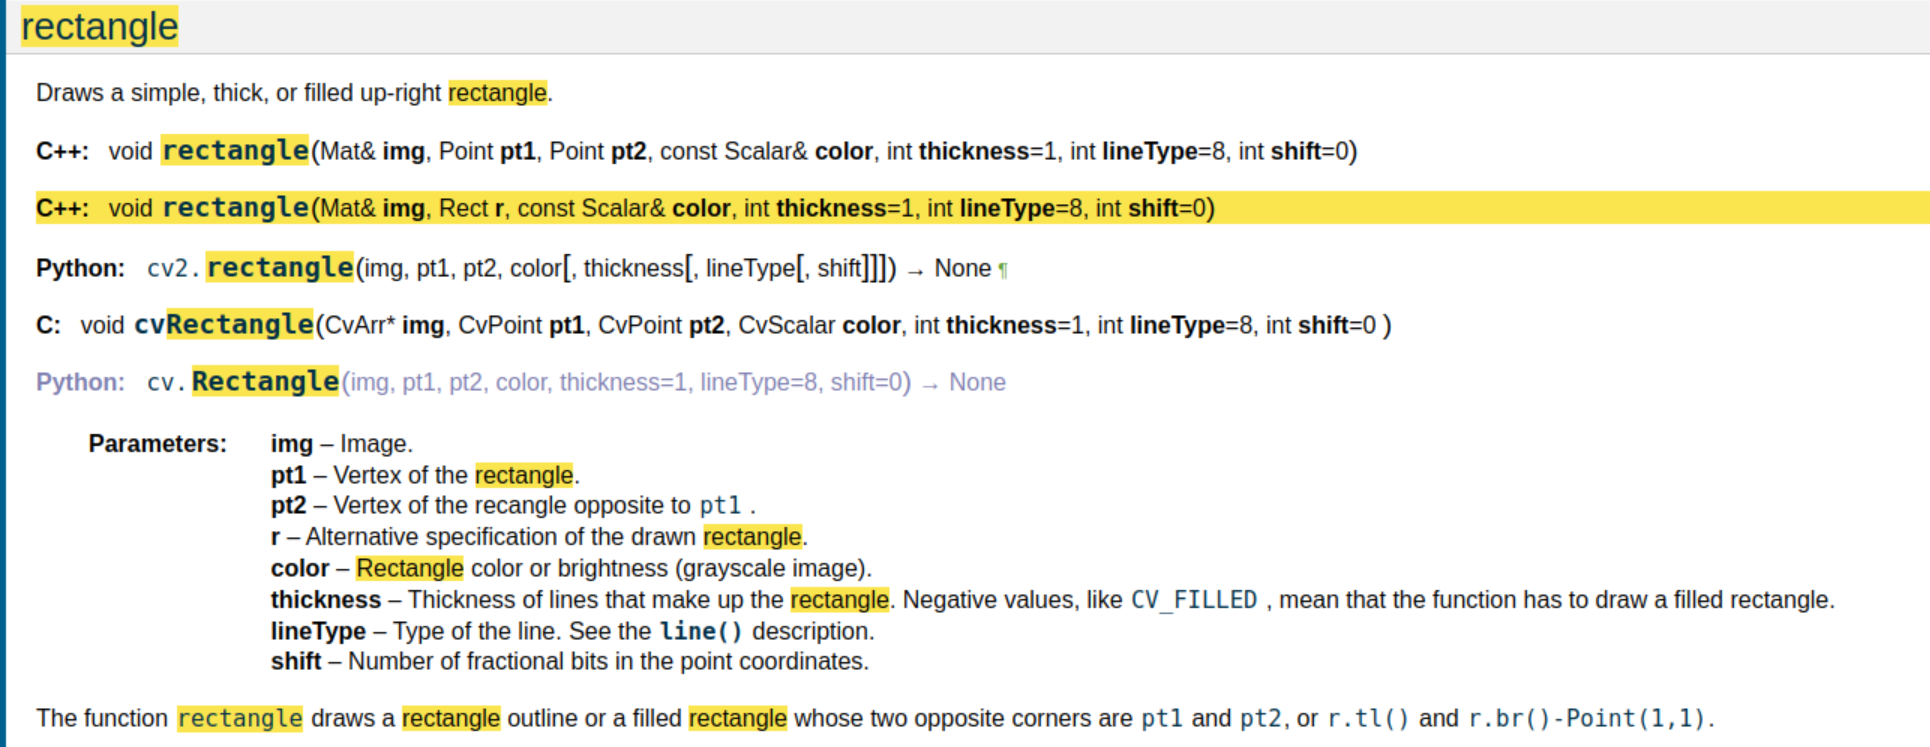 rectangle
Draws a simple, thick, or filled up-right rectangle.
C++: void rectangle(Mat& img, Point pt1, Point pt2, const Scalar& color, int thickness=1, int lineType=8, int shift=0)
C++: void rectangle(Mat& img, Rect r, const Scalar& color, int thickness=1, int lineType=8, int shift=0)
Python: cv2.rectangle(img, pt1, pt2, color[, thickness[, lineType[, shift]]]) → None ¶
C: void cvRectangle(CvArr* img, CvPoint pt1, CvPoint pt2, CvScalar color, int thickness=1, int lineType=8, int shift=0 )
Python: cv.Rectangle(img, pt1, pt2, color, thickness=1, lineType=8, shift=0) → None
Parameters: img – Image.
pt1 – Vertex of the rectangle.
pt2 – Vertex of the recangle opposite to pt1 .
r – Alternative specification of the drawn rectangle.
color – Rectangle color or brightness (grayscale image).
thickness – Thickness of lines that make up the rectangle. Negative values, like CV_FILLED , mean that the function has to draw a filled rectangle.
lineType – Type of the line. See the line() description.
shift – Number of fractional bits in the point coordinates.
The function rectangle draws a rectangle outline or a filled rectangle whose two opposite corners are pt1 and pt2, or r.tl() and r.br()-Point(1,1).